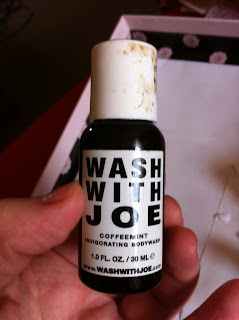 WASH
WITH
JOE
COFFEEMINT
INVIGORATING BODYWASH
1.0 FL. OZ. / 30 ML ℮
www.WASHWITHJOE.com